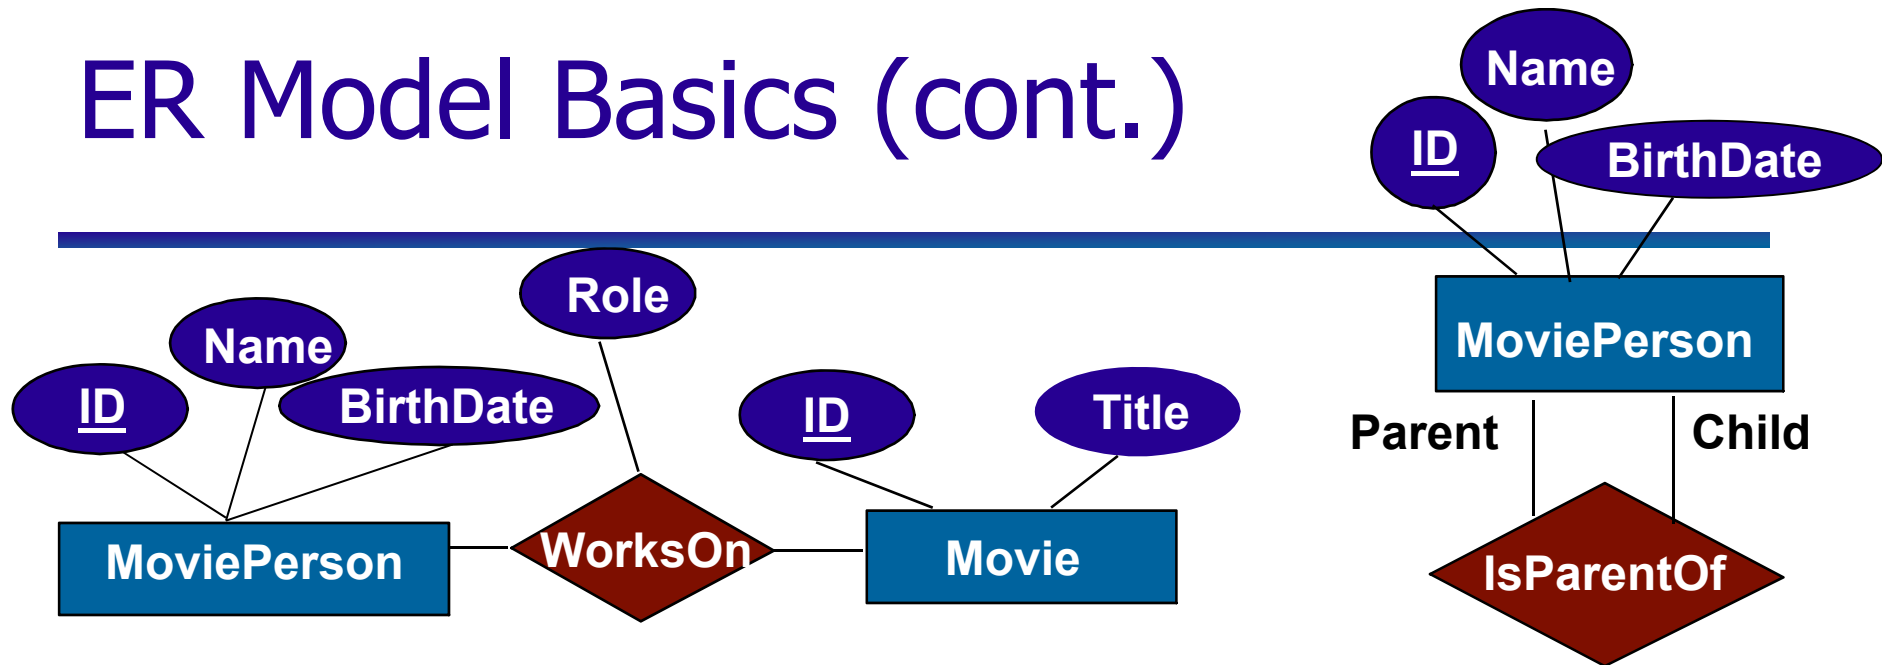 ER Model Basics (cont.)
Name
ID
BirthDate
MoviePerson
Parent
Child
IsParentOf
Role
Name
ID
BirthDate
ID
Title
MoviePerson
WorksOn
Movie